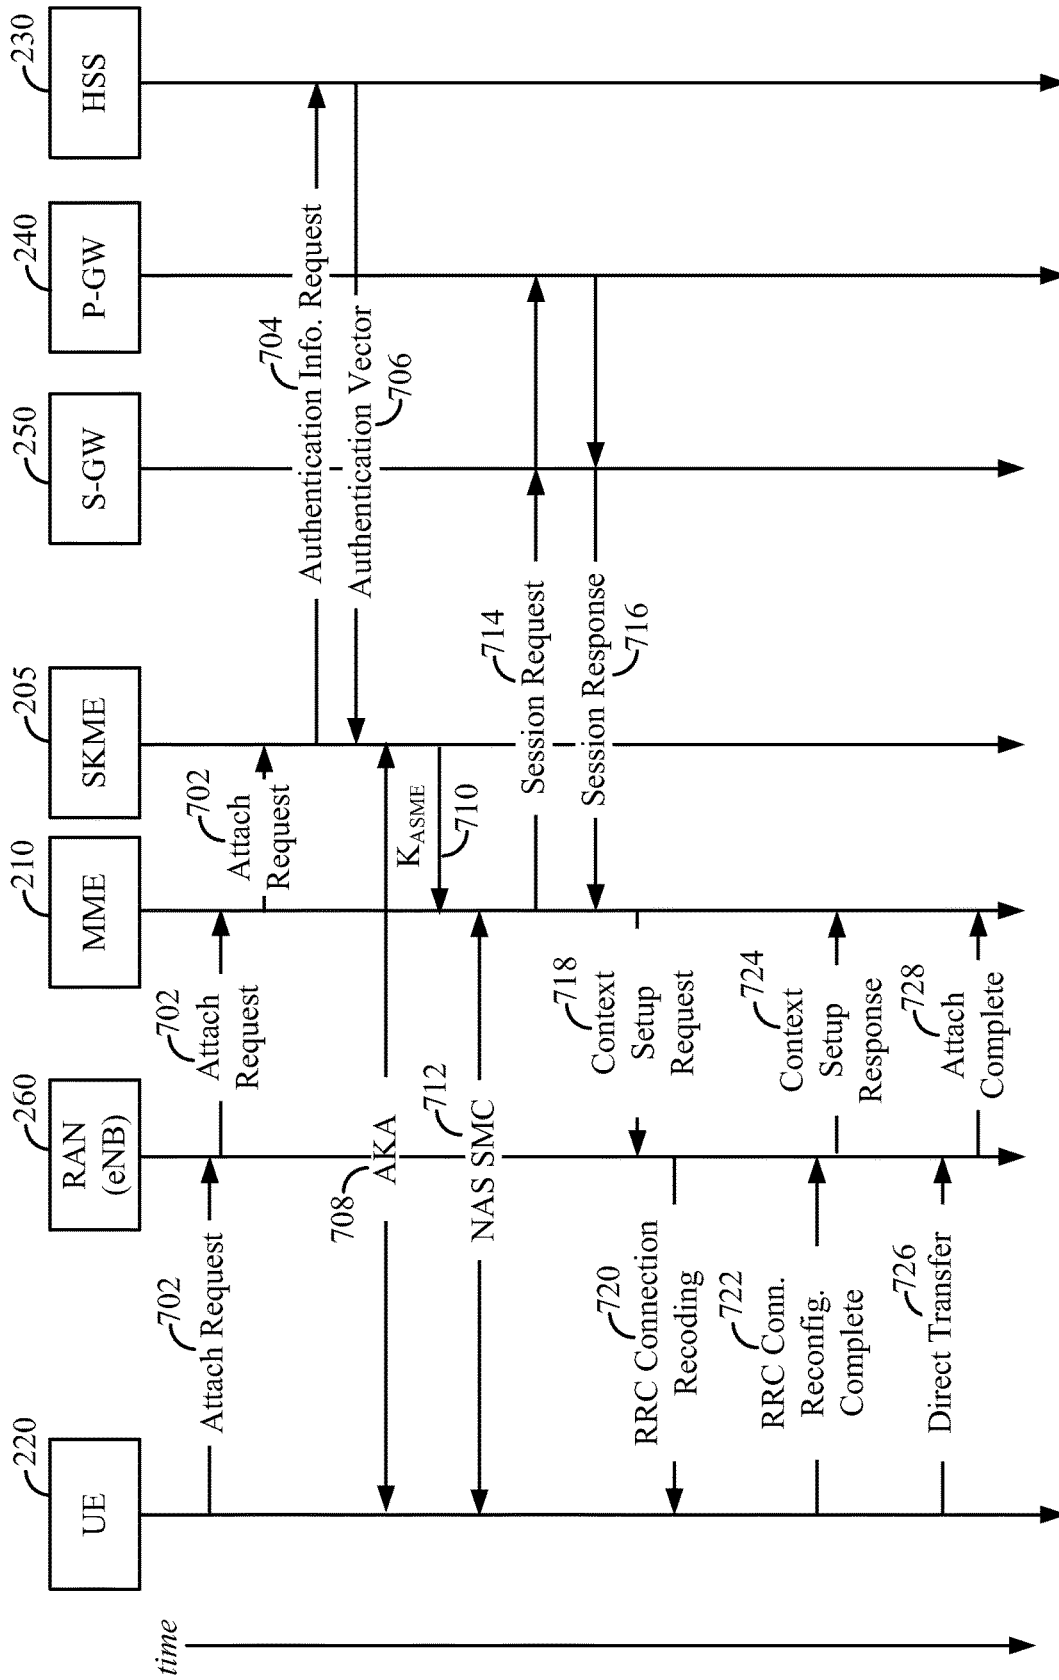 time
220
UE
260
RAN
(eNB)
210
MME
205
SKME
250
S-GW
240
P-GW
230
HSS
702
Attach Request
702
Attach
Request
702
Attach
Request
704
Authentication Info. Request
Authentication Vector
706
708
AKA
K_ASME
710
712
NAS SMC
714
Session Request
Session Response
716
718
Context
Setup
Request
720
RRC Connection
Recoding
722
RRC Conn.
Reconfig.
Complete
724
Context
Setup
Response
726
Direct Transfer
728
Attach
Complete